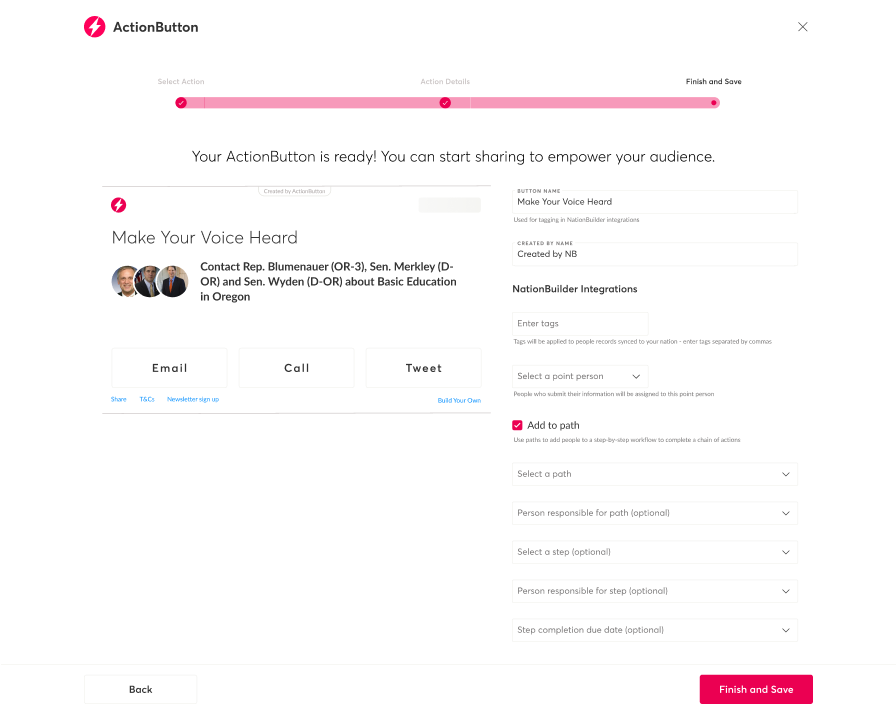 ActionButton
Select Action
Action Details
Finish and Save
Your ActionButton is ready! You can start sharing to empower your audience.
Created by ActionButton
Make Your Voice Heard
Contact Rep. Blumenauer (OR-3), Sen. Merkley (D-
OR) and Sen. Wyden (D-OR) about Basic Education
in Oregon
Email
Call
Tweet
Share
T&Cs
Newsletter sign up
Build Your Own
BUTTON NAME
Make Your Voice Heard
Used for tagging in NationBuilder integrations
CREATED BY NAME
Created by NB
NationBuilder Integrations
Enter tags
Tags will be applied to people records synced to your nation - enter tags separated by commas
Select a point person
People who submit their information will be assigned to this point person
Add to path
Use paths to add people to a step-by-step workflow to complete a chain of actions
Select a path
Person responsible for path (optional)
Select a step (optional)
Person responsible for step (optional)
Step completion due date (optional)
Back
Finish and Save